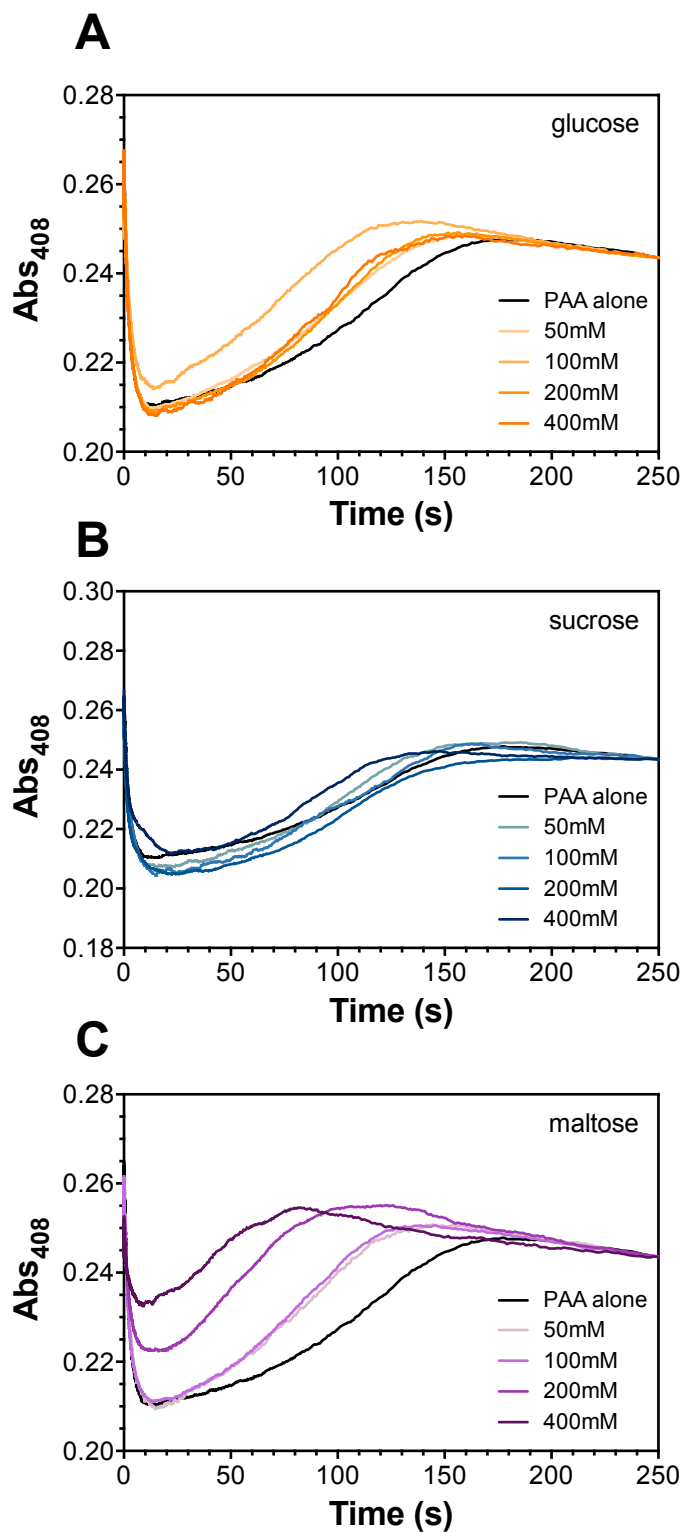 A
0.28
glucose
0.26
Abs408
0.24
PAA alone
50mM
0.22
100mM
200mM
400mM
0.20
0 50 100 150 200 250
Time (s)
B
0.30
sucrose
0.28
0.26
Abs408
0.24
PAA alone
0.22
50mM
100mM
0.20
200mM
400mM
0.18
0 50 100 150 200 250
Time (s)
C
0.28
maltose
0.26
Abs408
0.24
PAA alone
50mM
0.22
100mM
200mM
400mM
0.20
0 50 100 150 200 250
Time (s)